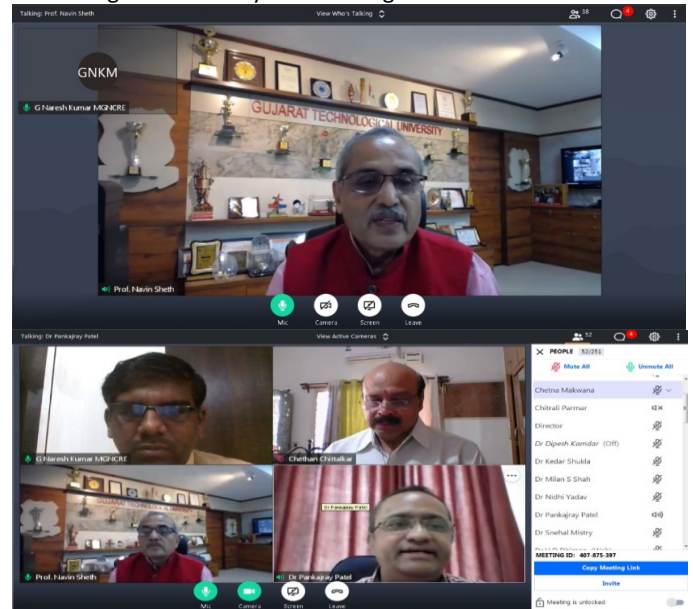 Talking: Prof. Navin Sheth
View Who's Talking
38
4
GNKM
G Naresh Kumar MGNCRE
GUJARAT TECHNOLOGICAL UNIVERSITY
Prof. Navin Sheth
Mic
Camera
Screen
Leave
Talking: Dr Pankajray Patel
View Active Cameras
52
4
G Naresh Kumar MGNCRE
Chethan Chittalkar
GUJARAT TECHNOLOGICAL UNIVERSITY
Dr Pankajray Patel
Prof. Navin Sheth
Dr Pankajray Patel
Mic
Camera
Screen
Leave
PEOPLE 52/251
Mute All
Unmute All
Chetna Makwana
Chitrali Parmar
Director
Dr Dipesh Kamdar (Off)
Dr Kedar Shukla
Dr Milan S Shah
Dr Nidhi Yadav
Dr Pankajray Patel
Dr Snehal Mistry
MEETING ID: 407-875-397
Copy Meeting Link
Invite
Meeting is unlocked